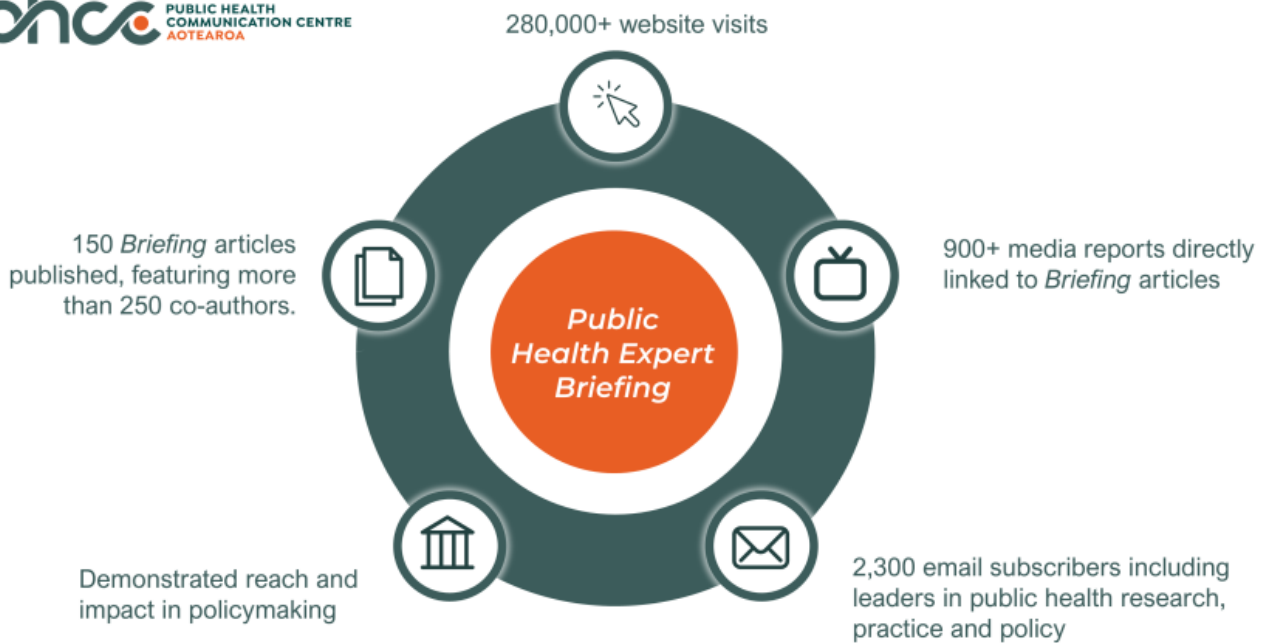 phcc
PUBLIC HEALTH
COMMUNICATION CENTRE
AOTEAROA
280,000+ website visits
150 Briefing articles
published, featuring more
than 250 co-authors.
900+ media reports directly
linked to Briefing articles
Public
Health Expert
Briefing
Demonstrated reach and
impact in policymaking
2,300 email subscribers including
leaders in public health research,
practice and policy